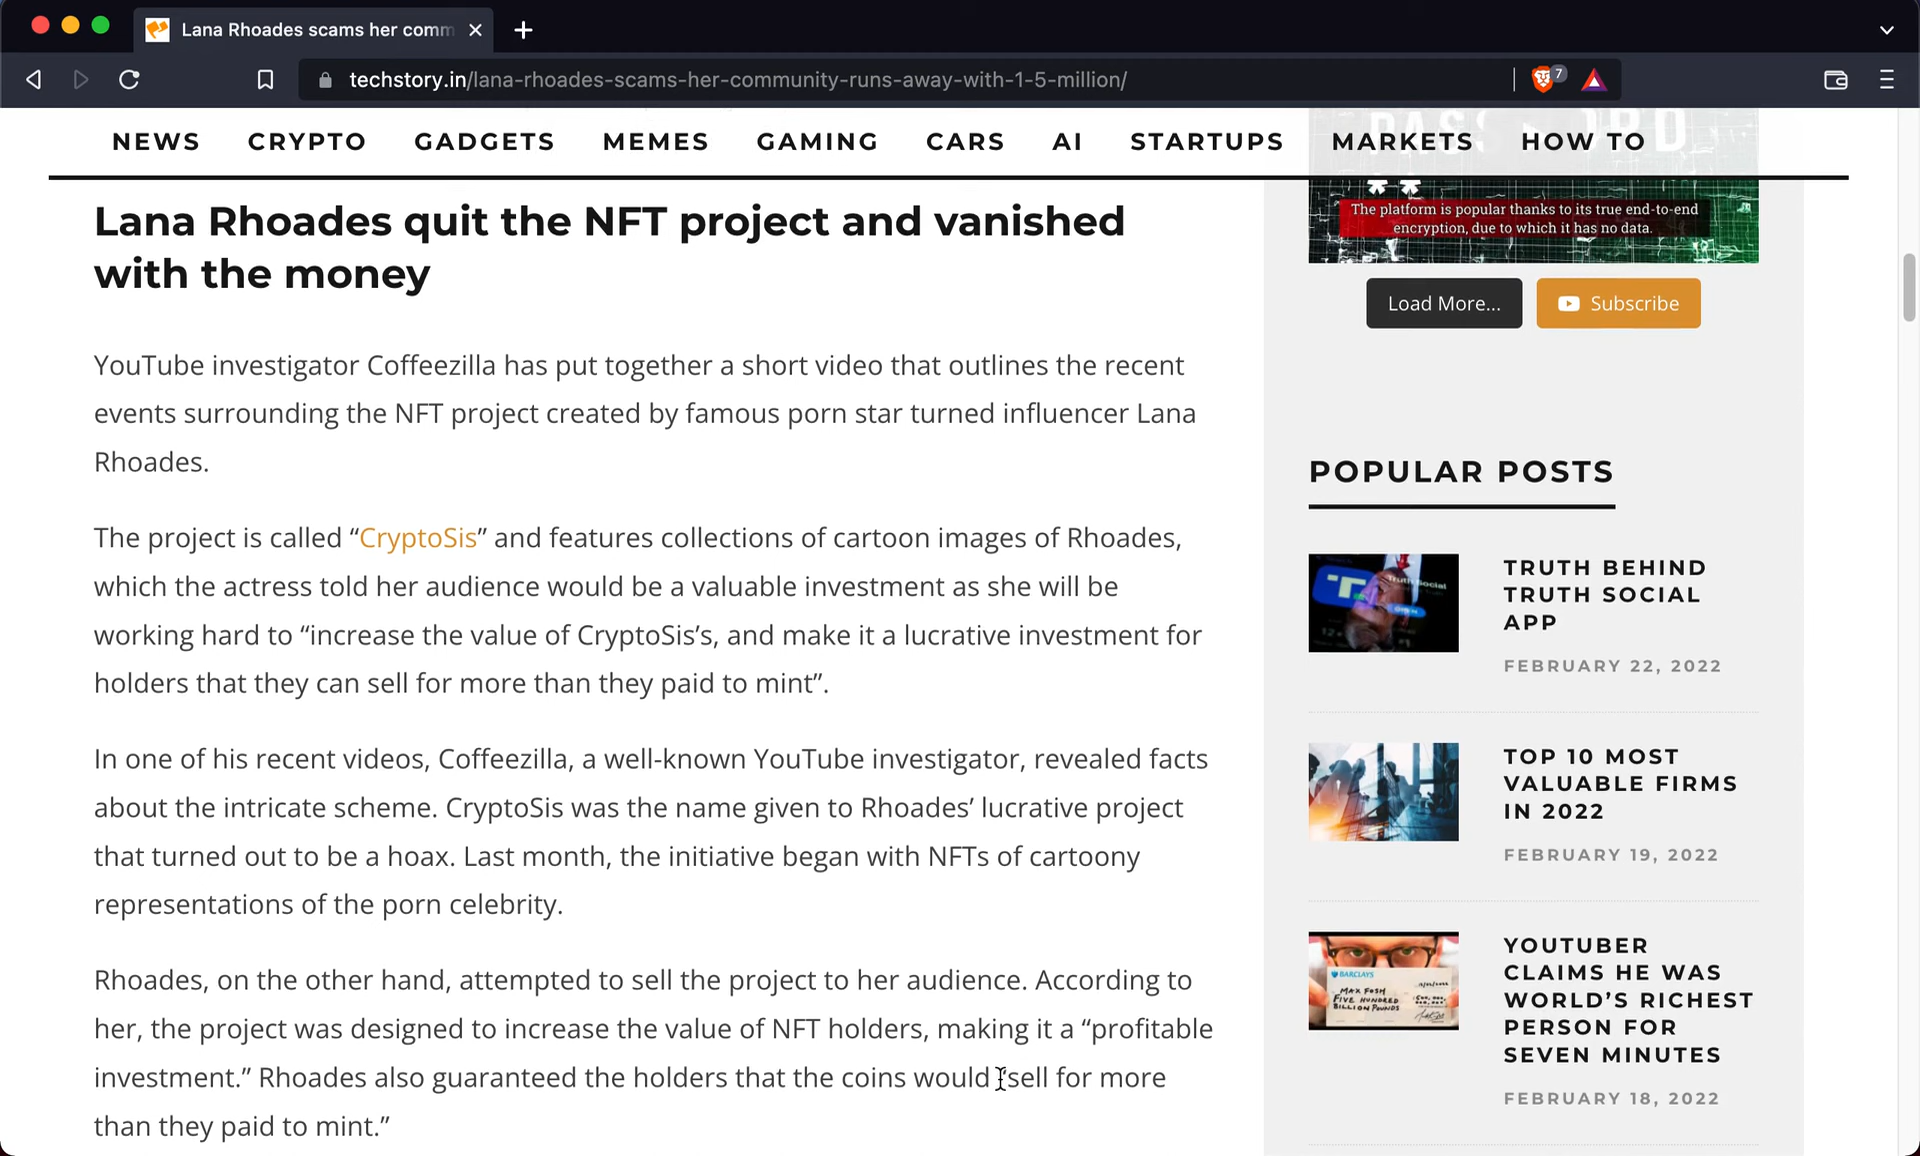 Lana Rhoades scams her comm
techstory.in/lana-rhoades-scams-her-community-runs-away-with-1-5-million/
7
NEWS CRYPTO GADGETS MEMES GAMING CARS AI STARTUPS MARKETS HOW TO
Lana Rhoades quit the NFT project and vanished
with the money
YouTube investigator Coffeezilla has put together a short video that outlines the recent
events surrounding the NFT project created by famous porn star turned influencer Lana
Rhoades.
The project is called “CryptoSis” and features collections of cartoon images of Rhoades,
which the actress told her audience would be a valuable investment as she will be
working hard to “increase the value of CryptoSis’s, and make it a lucrative investment for
holders that they can sell for more than they paid to mint”.
In one of his recent videos, Coffeezilla, a well-known YouTube investigator, revealed facts
about the intricate scheme. CryptoSis was the name given to Rhoades’ lucrative project
that turned out to be a hoax. Last month, the initiative began with NFTs of cartoony
representations of the porn celebrity.
Rhoades, on the other hand, attempted to sell the project to her audience. According to
her, the project was designed to increase the value of NFT holders, making it a “profitable
investment.” Rhoades also guaranteed the holders that the coins would “sell for more
than they paid to mint.”
**
The platform is popular thanks to its true end-to-end
encryption, due to which it has no data.
Load More...
Subscribe
POPULAR POSTS
Truth Social
TRUTH BEHIND
TRUTH SOCIAL
APP
FEBRUARY 22, 2022
TOP 10 MOST
VALUABLE FIRMS
IN 2022
FEBRUARY 19, 2022
BARCLAYS
MAX FOSH
FIVE HUNDRED
BILLION POUNDS
YOUTUBER
CLAIMS HE WAS
WORLD’S RICHEST
PERSON FOR
SEVEN MINUTES
FEBRUARY 18, 2022